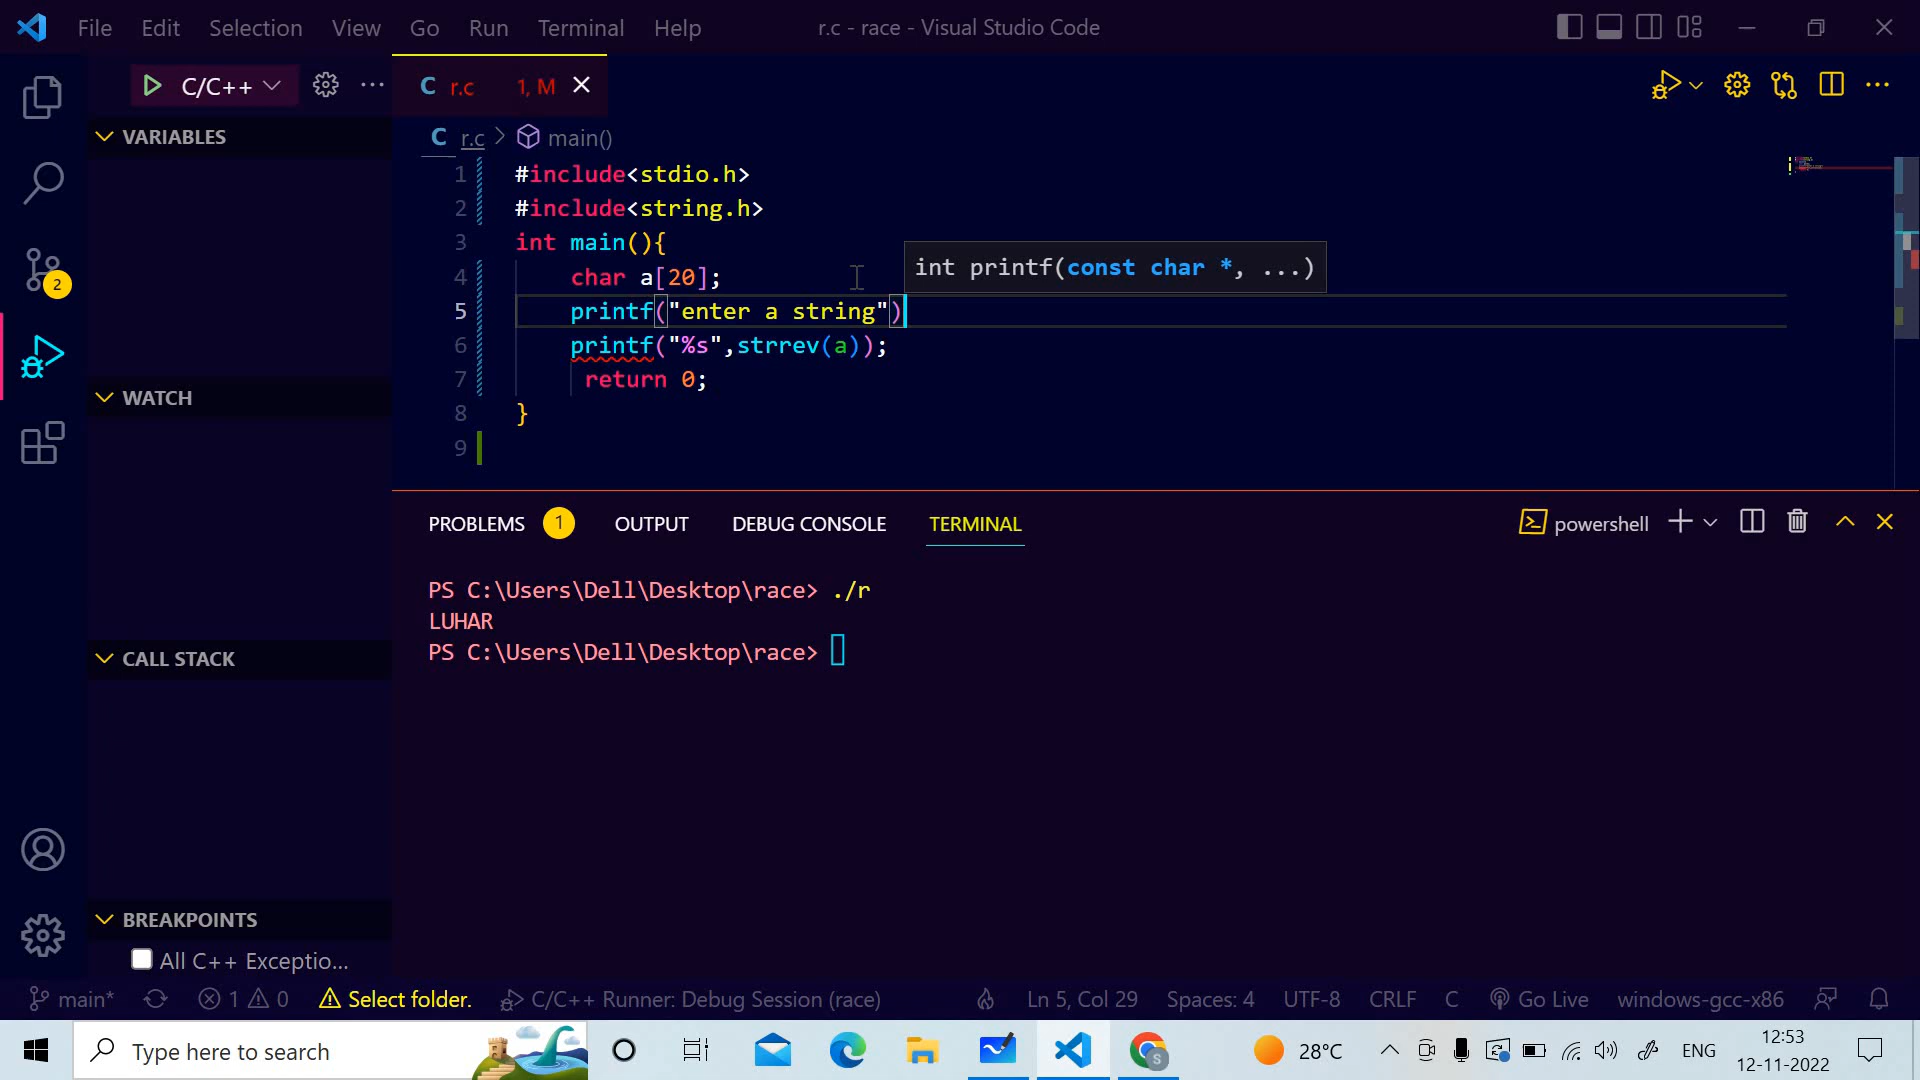 File Edit Selection View Go Run Terminal Help r.c - race - Visual Studio Code
C/C++ ··· C r.c 1, M
VARIABLES
C r.c > main()
1 #include<stdio.h>
2 #include<string.h>
3 int main(){
int printf(const char *, ...)
4 char a[20];
5 printf("enter a string")
6 printf("%s",strrev(a));
7 return 0;
8 }
9
2
WATCH
PROBLEMS 1 OUTPUT DEBUG CONSOLE TERMINAL powershell
PS C:\Users\Dell\Desktop\race> ./r
LUHAR
PS C:\Users\Dell\Desktop\race>
CALL STACK
BREAKPOINTS
All C++ Exceptio...
main* 1 0 Select folder. C/C++ Runner: Debug Session (race) Ln 5, Col 29 Spaces: 4 UTF-8 CRLF C Go Live windows-gcc-x86
Type here to search S 28°C ENG 12:53
12-11-2022